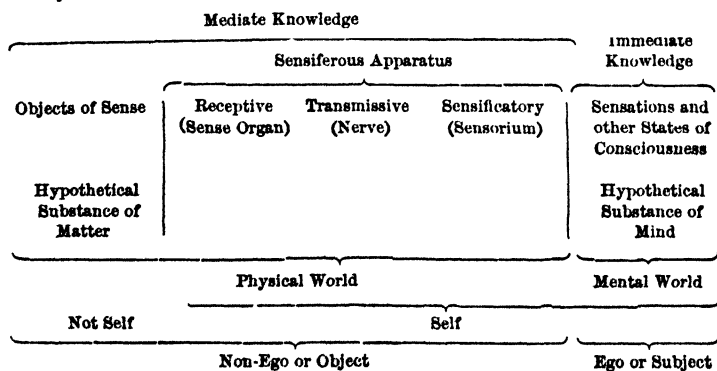 Mediate Knowledge
Immediate
Sensiferous Apparatus Knowledge
Objects of Sense Receptive Transmissive Sensificatory Sensations and
(Sense Organ) (Nerve) (Sensorium) other States of
Consciousness
Hypothetical Hypothetical
Substance of Substance of
Matter Mind
Physical World Mental World
Not Self Self
Non-Ego or Object Ego or Subject